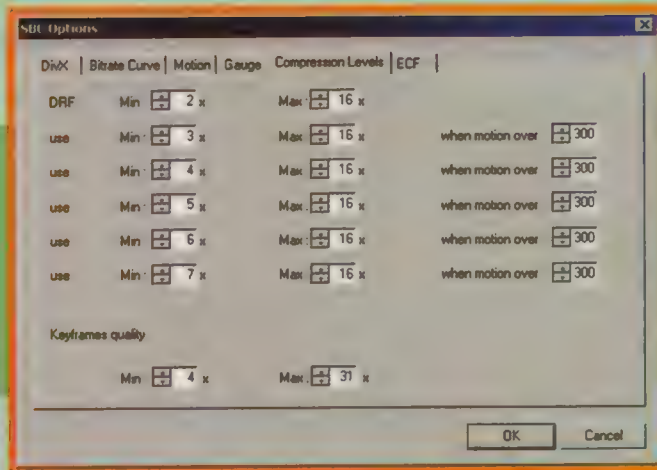 SBC Options
DivX | Bitrate Curve | Motion | Gauge | Compression Levels | ECF |
DRF Min 2 x Max 16 x
use Min 3 x Max 16 x when motion over 300
use Min 4 x Max 16 x when motion over 300
use Min 5 x Max 16 x when motion over 300
use Min 6 x Max 16 x when motion over 300
use Min 7 x Max 16 x when motion over 300
Keyframes quality
Min 4 x Max 31 x
OK Cancel